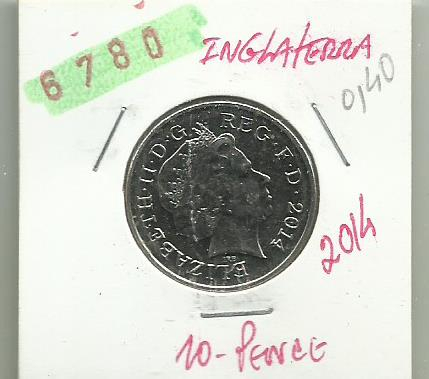 6780
INGLATERRA
0,40
ELIZABETH·II·D·G REG·F·D·2014
IRB
2014
10-PENCE